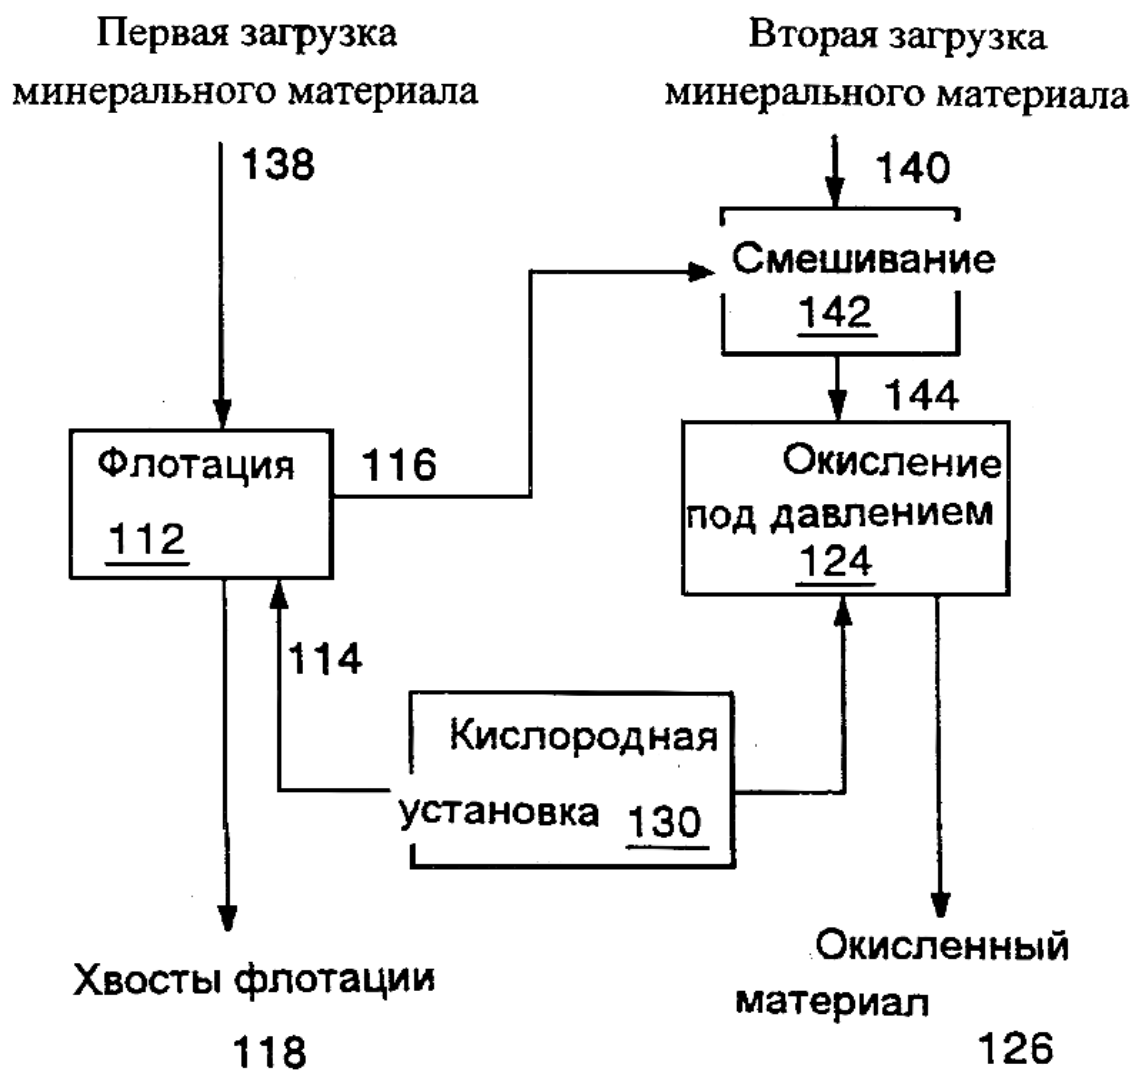 Первая загрузка
минерального материала
138
Вторая загрузка
минерального материала
140
Смешивание
142
144
Флотация
112
116
Окисление
под давлением
124
114
Кислородная
установка 130
Хвосты флотации
118
Окисленный
материал
126